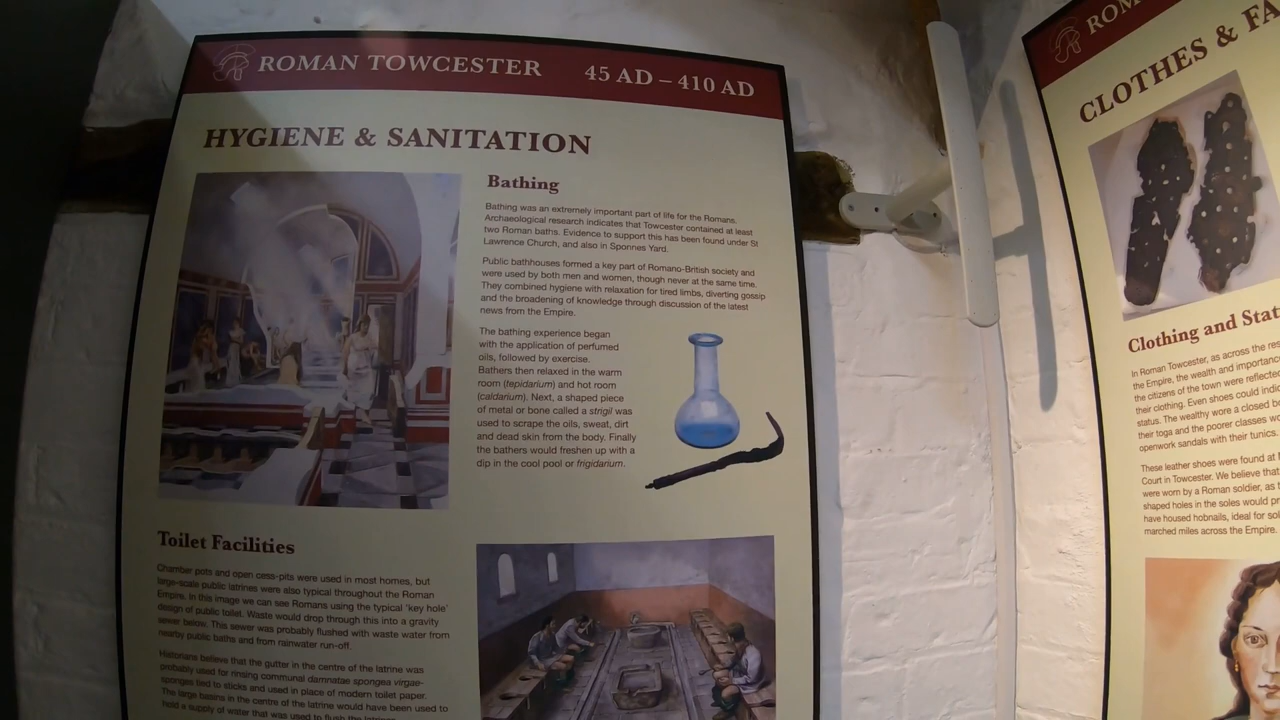 ROMAN TOWCESTER 45 AD – 410 AD
HYGIENE & SANITATION
Bathing
Bathing was an extremely important part of life for the Romans.
Archaeological research indicates that Towcester contained at least
two Roman baths. Evidence to support this has been found under St
Lawrence Church, and also in Sponnes Yard.
Public bathhouses formed a key part of Romano-British society and
were used by both men and women, though never at the same time.
They combined hygiene with relaxation for tired limbs, diverting gossip
and the broadening of knowledge through discussion of the latest
news from the Empire.
The bathing experience began
with the application of perfumed
oils, followed by exercise.
Bathers then relaxed in the warm
room (tepidarium) and hot room
(caldarium). Next, a shaped piece
of metal or bone called a strigil was
used to scrape the oils, sweat, dirt
and dead skin from the body. Finally
the bathers would freshen up with a
dip in the cool pool or frigidarium.
Toilet Facilities
Chamber pots and open cess-pits were used in most homes, but
large-scale public latrines were also typical throughout the Roman
Empire. In this image we can see Romans using the typical 'key hole'
design of public toilet. Waste would drop through this into a gravity
sewer below. This sewer was probably flushed with waste water from
nearby public baths and from rainwater run-off.
Historians believe that the gutter in the centre of the latrine was
probably used for rinsing communal damnatae spongea virgae-
sponges tied to sticks and used in place of modern toilet paper.
The large basins in the centre of the latrine would have been used to
hold a supply of water that was used to flush the latrines
ROM
CLOTHES & FA
Clothing and Stat
In Roman Towcester, as across the res
the Empire, the wealth and importance
the citizens of the town were reflected
their clothing. Even shoes could indi
status. The wealthy wore a closed b
their toga and the poorer classes wo
openwork sandals with their tunics.
These leather shoes were found at
Court in Towcester. We believe that
were worn by a Roman soldier, as t
shaped holes in the soles would pr
have housed hobnails, ideal for sol
marched miles across the Empire.